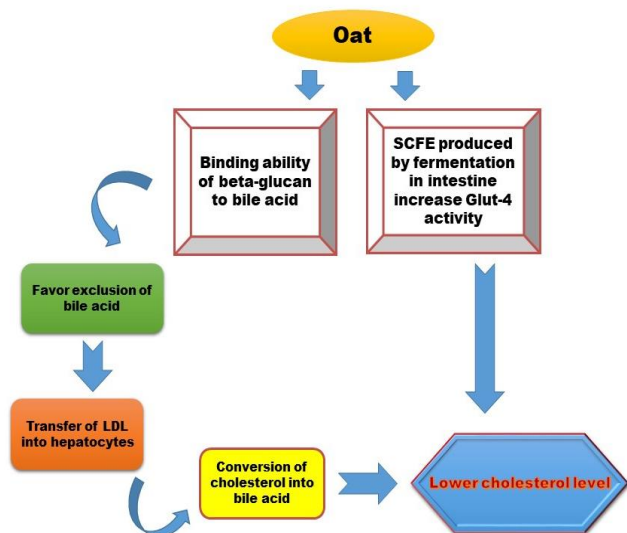 Oat
Binding ability
of beta-glucan
to bile acid
SCFE produced
by fermentation
in intestine
increase Glut-4
activity
Favor exclusion of
bile acid
Transfer of LDL
into hepatocytes
Conversion of
cholesterol into
bile acid
Lower cholesterol level